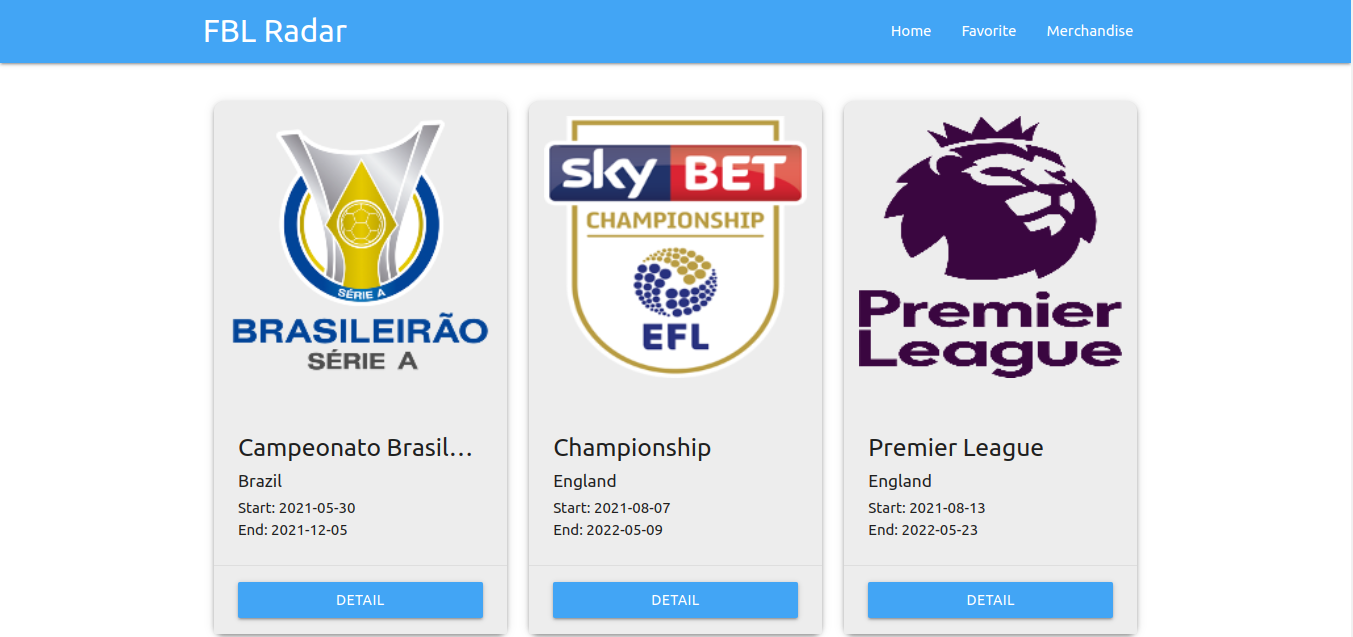 FBL Radar
Home Favorite Merchandise
SÉRIE A
BRASILEIRÃO
SÉRIE A
Campeonato Brasil...
Brazil
Start: 2021-05-30
End: 2021-12-05
DETAIL
sky BET
CHAMPIONSHIP
EFL
Championship
England
Start: 2021-08-07
End: 2022-05-09
DETAIL
Premier
League
Premier League
England
Start: 2021-08-13
End: 2022-05-23
DETAIL